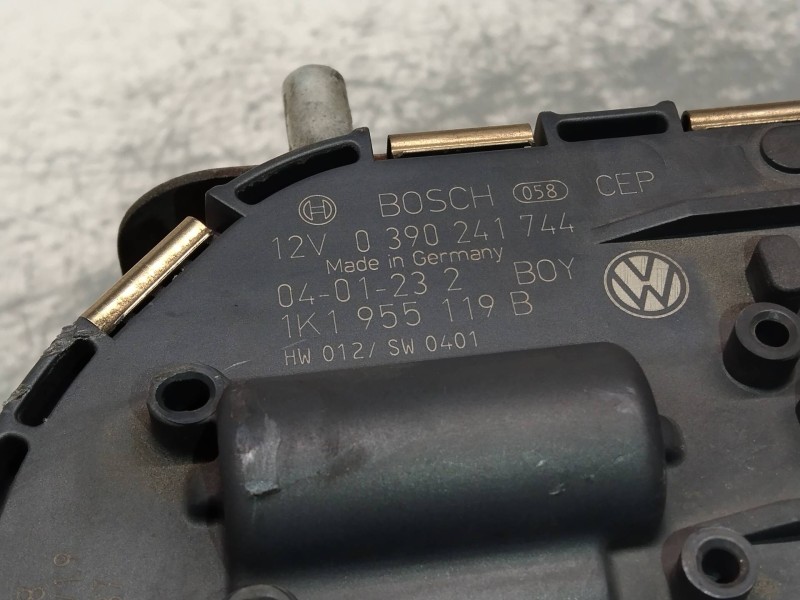 BOSCH 058 CEP
12V 0 390 241 744
Made in Germany
04-01-23 2 BOY
1K1 955 119 B
HW 012/ SW 0401